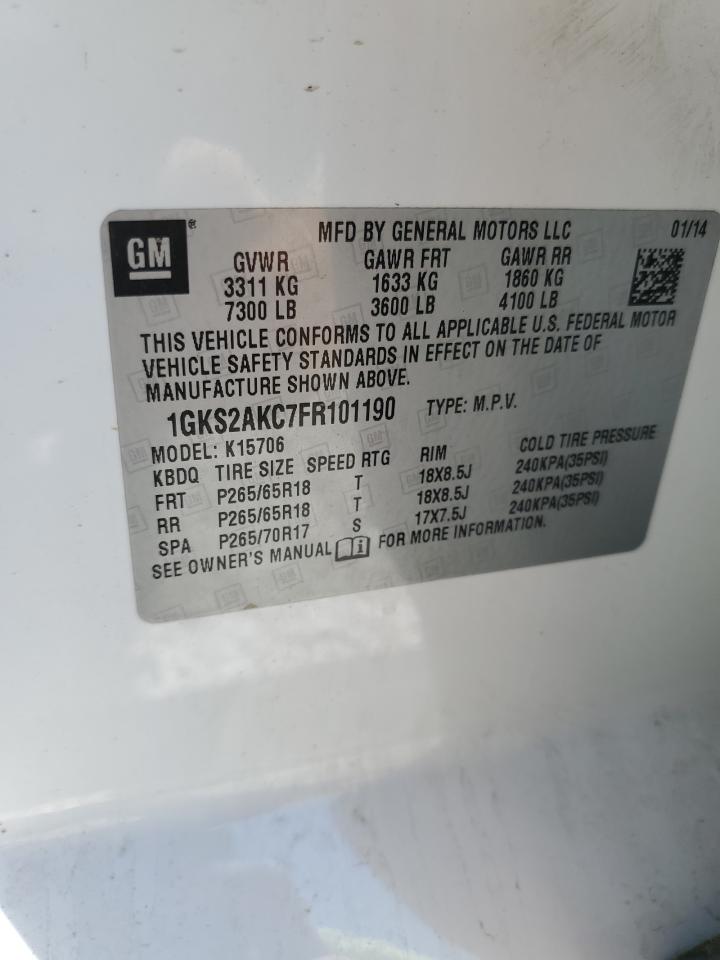 GM ® MFD BY GENERAL MOTORS LLC 01/14
GVWR GAWR FRT GAWR RR
3311 KG 1633 KG 1860 KG
7300 LB 3600 LB 4100 LB
THIS VEHICLE CONFORMS TO ALL APPLICABLE U.S. FEDERAL MOTOR
VEHICLE SAFETY STANDARDS IN EFFECT ON THE DATE OF
MANUFACTURE SHOWN ABOVE.
1GKS2AKC7FR101190 TYPE: M.P.V.
MODEL: K15706
KBDQ TIRE SIZE SPEED RTG RIM COLD TIRE PRESSURE
FRT P265/65R18 T 18X8.5J 240KPA(35PSI)
RR P265/65R18 T 18X8.5J 240KPA(35PSI)
SPA P265/70R17 S 17X7.5J 240KPA(35PSI)
SEE OWNER'S MANUAL FOR MORE INFORMATION.